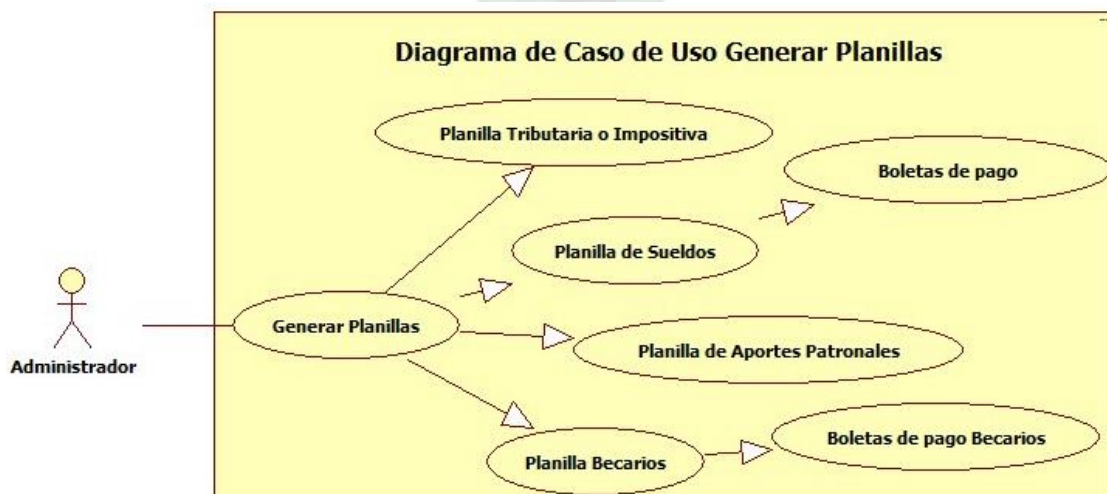 Diagrama de Caso de Uso Generar Planillas
Planilla Tributaria o Impositiva
Boletas de pago
Planilla de Sueldos
Generar Planillas
Planilla de Aportes Patronales
Administrador
Boletas de pago Becarios
Planilla Becarios